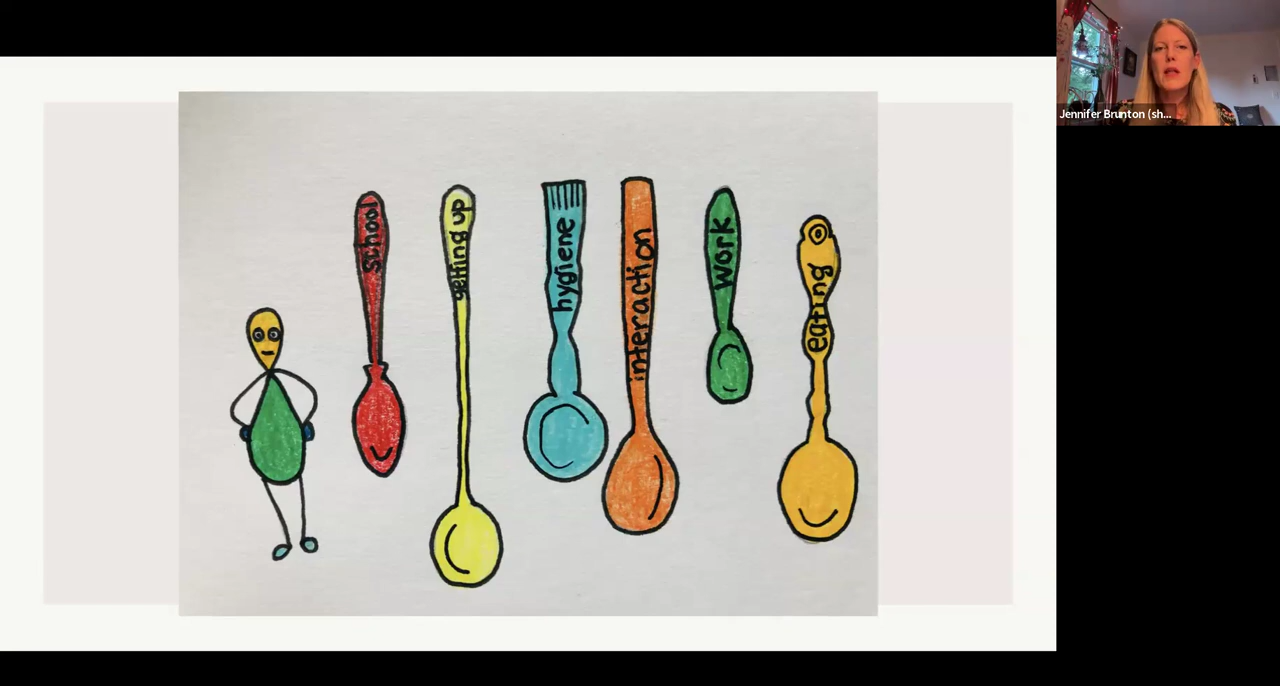 school
getting up
hygiene
interaction
work
eating
Jennifer Brunton (sh...